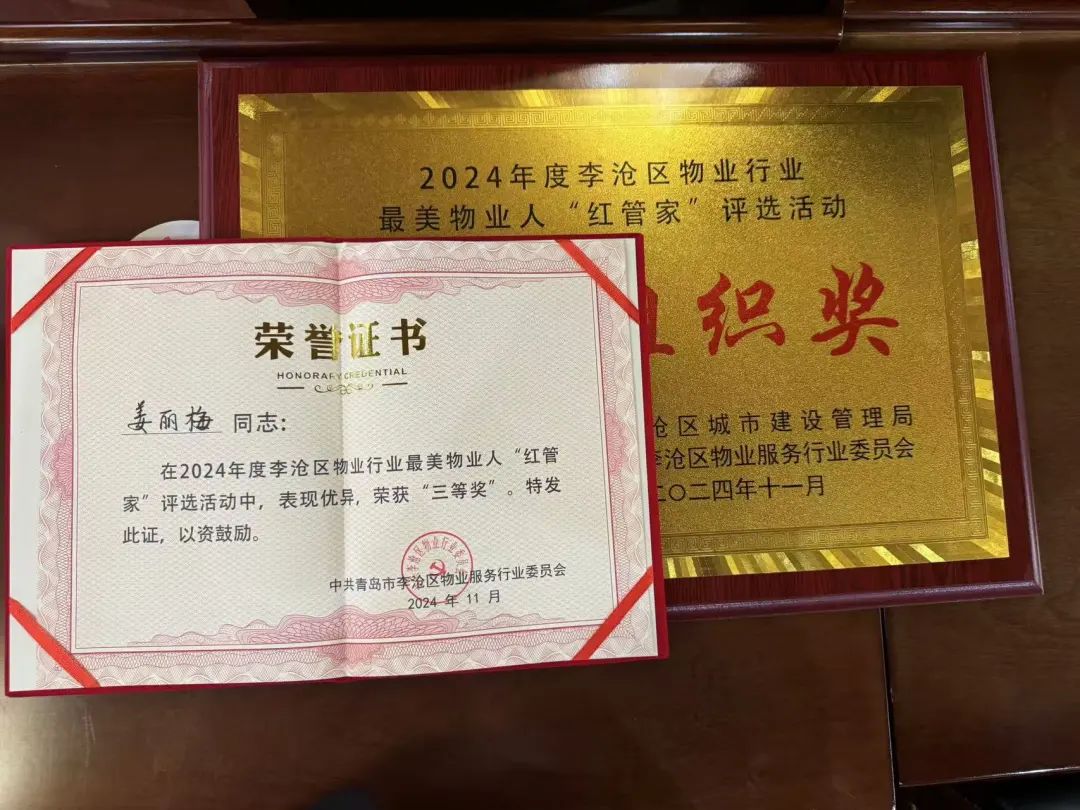 2024年度李沧区物业行业
最美物业人“红管家”评选活动
织奖
沧区城市建设管理局
李沧区物业服务行业委员会
二〇二四年十一月
荣誉证书
HONORARY CREDENTIAL
姜丽梅 同志：
在2024年度李沧区物业行业最美物业人“红管
家”评选活动中，表现优异，荣获“三等奖”。特发
此证，以资鼓励。
中共青岛市李沧区物业服务行业委员会
2024 年 11 月